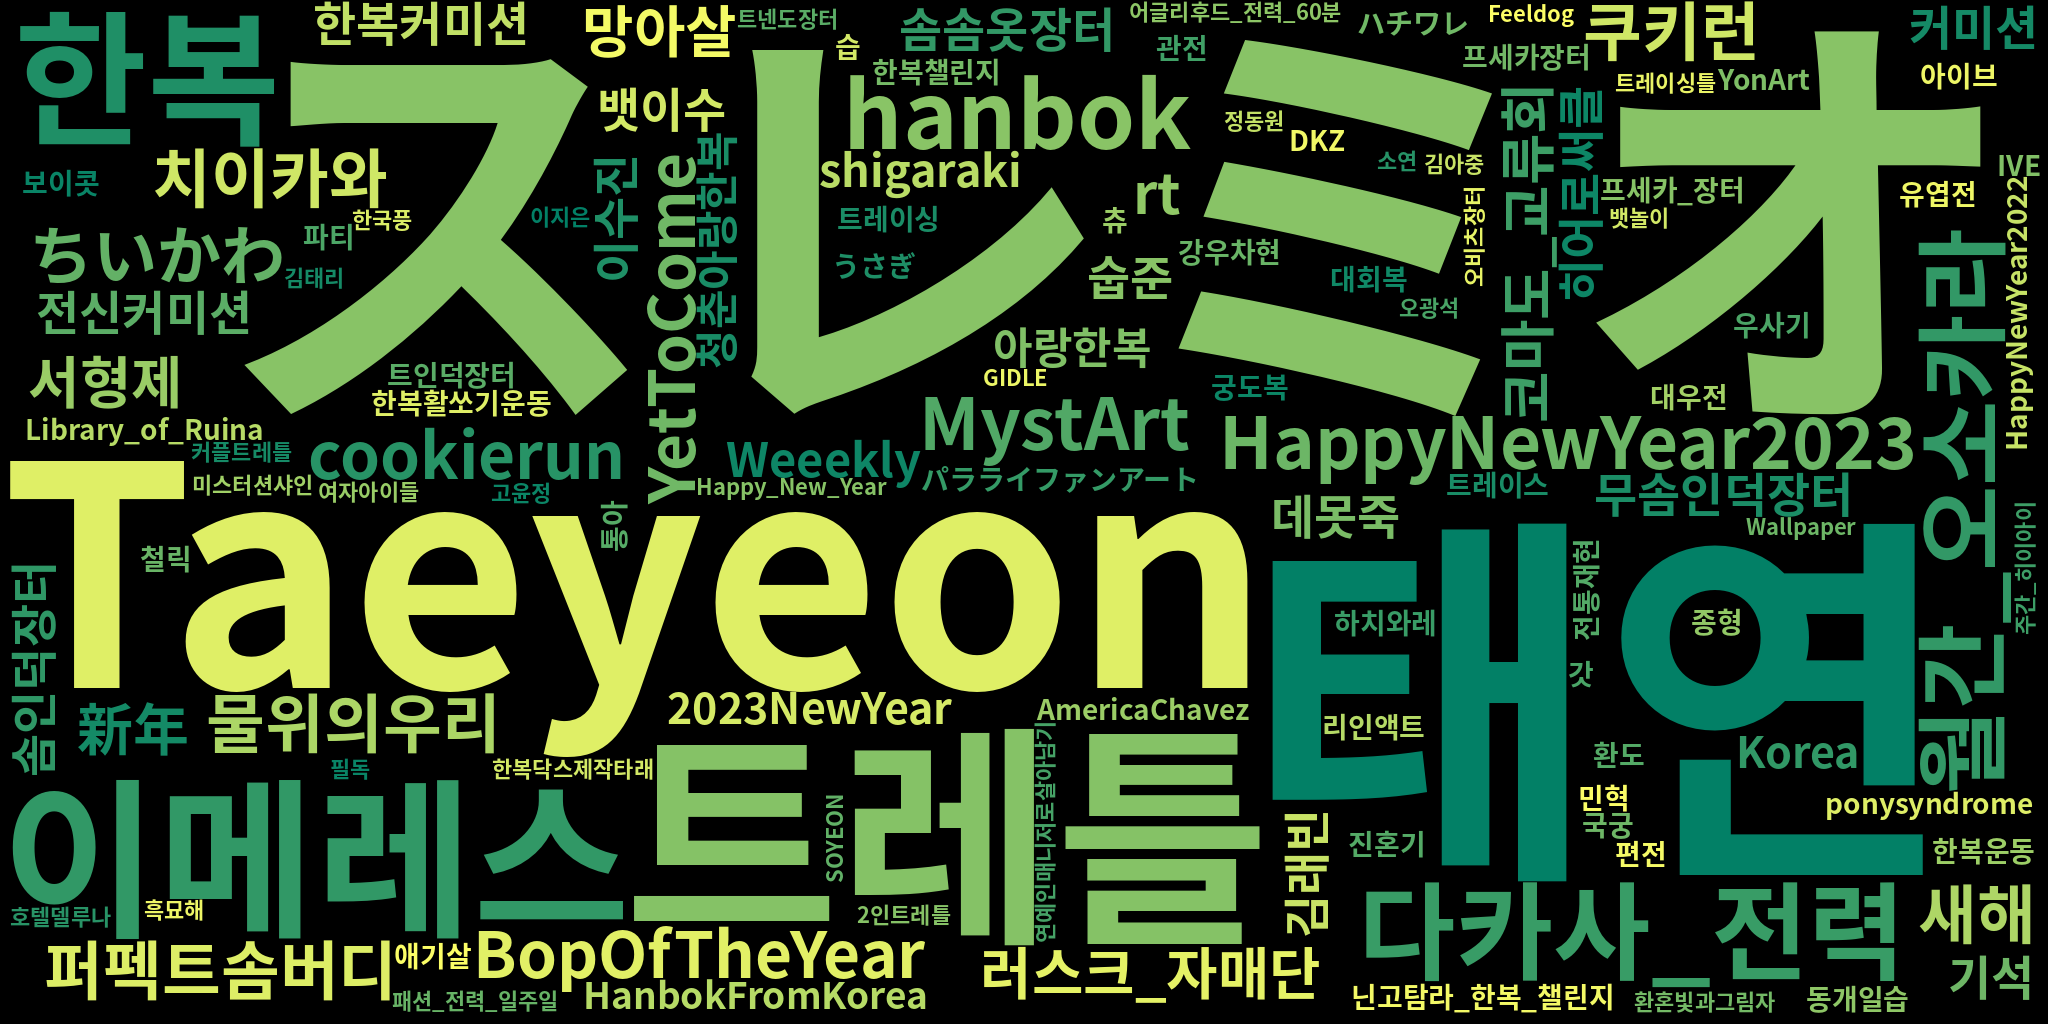 한복
한복커미션
망아살
트넨도장터
습
솜솜옷장터
어글리후드_전력_60분
관전
ハチワレ
Feeldog
쿠키런
커미션
프세카장터
트레이싱틀
YonArt
아이브
スレミオ
한복챌린지
hanbok
뱃이수
정동원
DKZ
소연
김아중
코마도_교류회
히어로써클
IVE
보이콧
치이카와
shigaraki
rt
프세카_장터
유엽전
한국풍
이지은
이수진
YetToCome
청춘아랑한복
트레이싱
츄
오비츠장터
뱃놀이
HappyNewYear2022
ちいかわ
파티
김태리
うさぎ
습준
강우차현
대회복
오광석
우사기
월간_오소카라
전신커미션
서형제
트인덕장터
한복활쏘기운동
아랑한복
GIDLE
궁도복
대우전
Library_of_Ruina
커플트레틀
cookierun
Weeekly
MystArt
HappyNewYear2023
미스터션샤인
여자아이들
고윤정
Happy_New_Year
パラライファンアート
트레이스
무솜인덕장터
Taeyeon
통아
데못죽
Wallpaper
주간_히이아이
철릭
솜인덕장터
태연
전통재현
하치와레
종형
갓
新年
물위의우리
2023NewYear
AmericaChavez
리인액트
환도
Korea
필독
한복닥스제작타래
이메레스
트레틀
SOYEON
연예인매니저로살아남기
김래빈
진혼기
민혁
국궁
편전
ponysyndrome
한복운동
호텔델루나
흑묘해
2인트레틀
다카사_전력
새해
퍼펙트솜버디
애기살
BopOfTheYear
러스크_자매단
기석
패션_전력_일주일
HanbokFromKorea
닌고탐라_한복_챌린지
환혼빛과그림자
동개일습